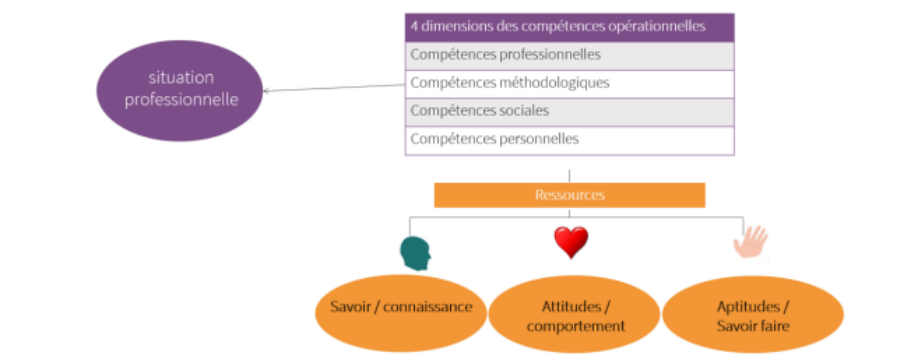 4 dimensions des compétences opérationnelles
Compétences professionnelles
situation
professionnelle
Compétences méthodologiques
Compétences sociales
Compétences personnelles
Ressources
Savoir / connaissance
Attitudes /
comportement
Aptitudes /
Savoir faire